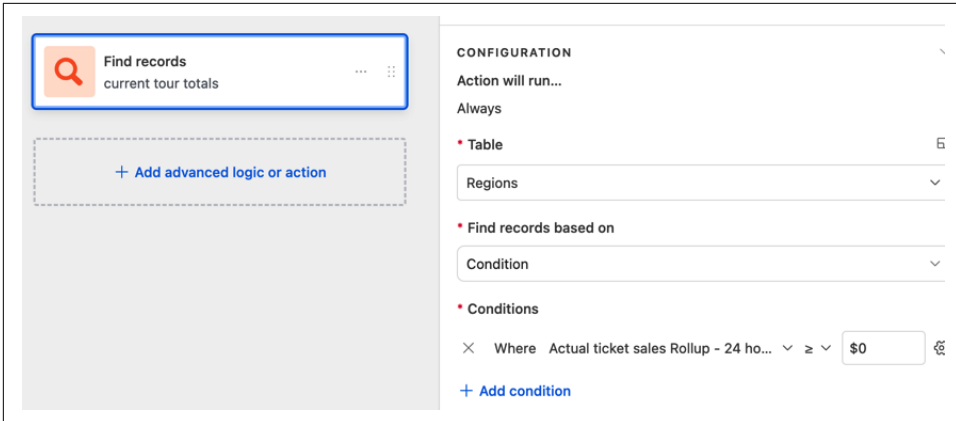 Find records
current tour totals
+ Add advanced logic or action
CONFIGURATION
Action will run...
Always
* Table
Regions
* Find records based on
Condition
* Conditions
Where Actual ticket sales Rollup - 24 ho... ≥ $0
+ Add condition